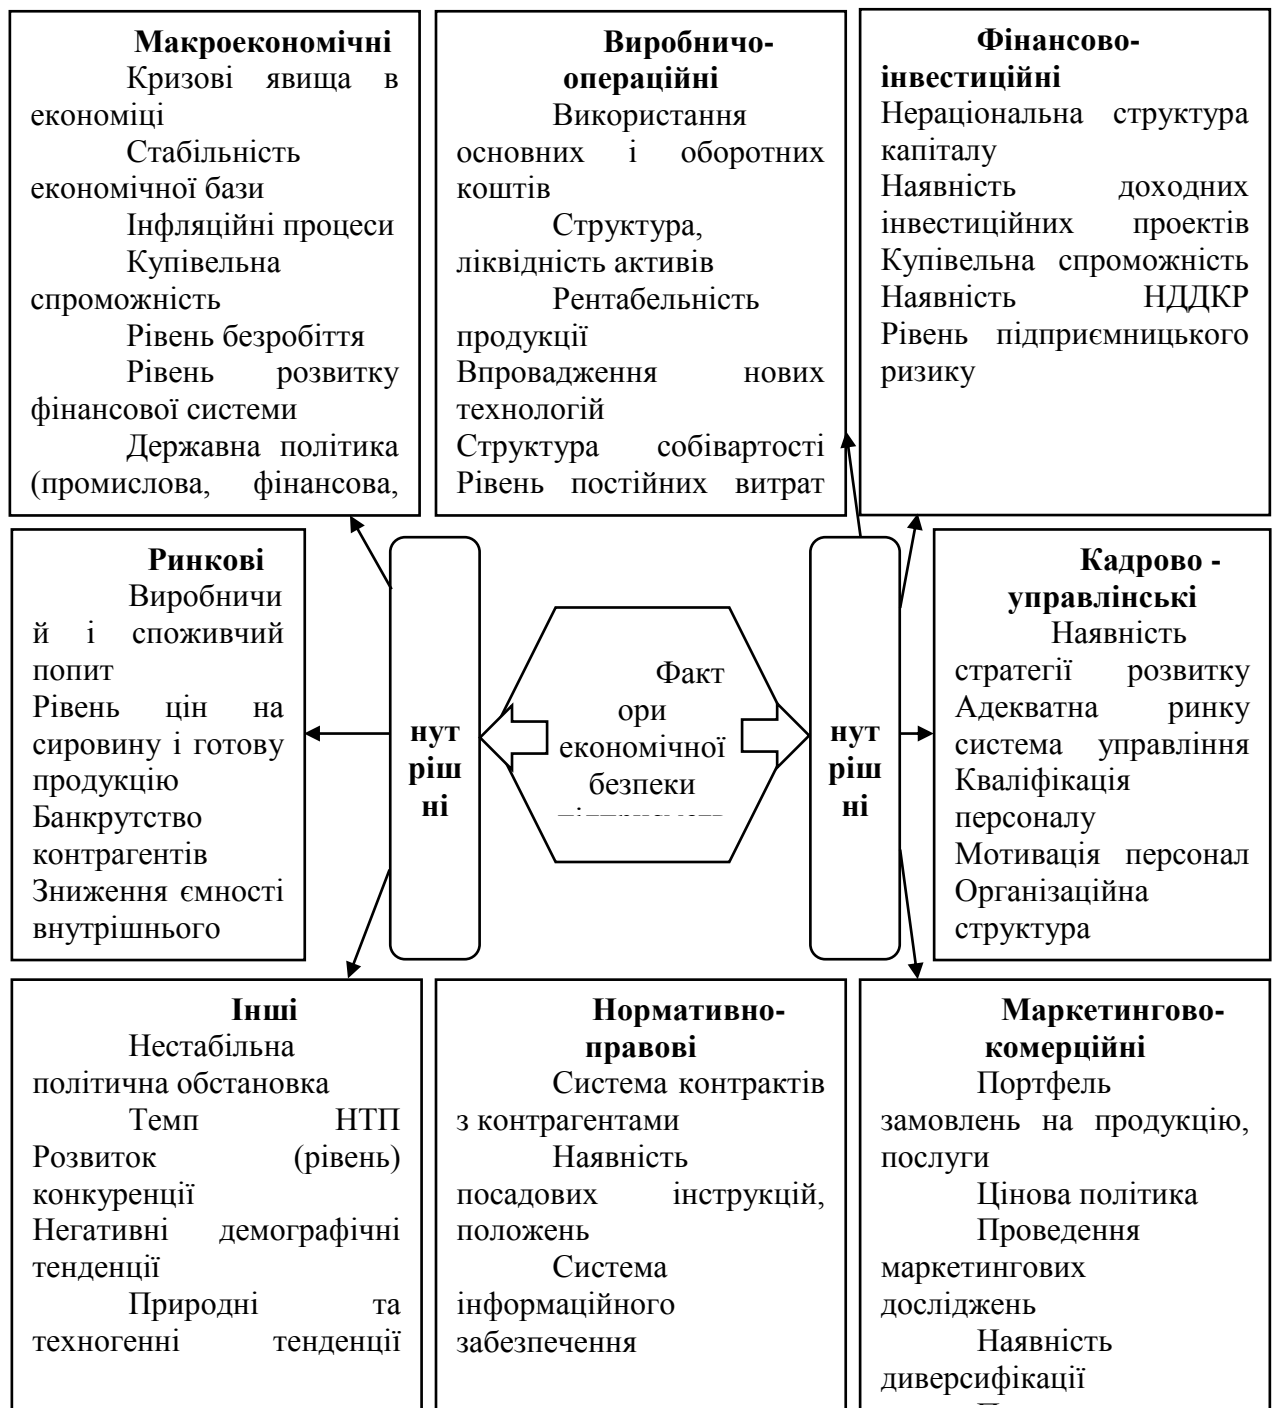 Макроекономічні
Кризові явища в
економіці
Стабільність
економічної бази
Інфляційні процеси
Купівельна
спроможність
Рівень безробіття
Рівень розвитку
фінансової системи
Державна політика
(промислова, фінансова,
Виробничо-
операційні
Використання
основних і оборотних
коштів
Структура,
ліквідність активів
Рентабельність
продукції
Впровадження нових
технологій
Структура собівартості
Рівень постійних витрат
Фінансово-
інвестиційні
Нераціональна структура
капіталу
Наявність доходних
інвестиційних проектів
Купівельна спроможність
Наявність НДДКР
Рівень підприємницького
ризику
Ринкові
Виробничи
й і споживчий
попит
Рівень цін на
сировину і готову
продукцію
Банкрутство
контрагентів
Зниження ємності
внутрішнього
нут
ріш
ні
Факт
ори
економічної
безпеки
нут
ріш
ні
Кадрово -
управлінські
Наявність
стратегії розвитку
Адекватна ринку
система управління
Кваліфікація
персоналу
Мотивація персонал
Організаційна
структура
Інші
Нестабільна
політична обстановка
Темп НТП
Розвиток (рівень)
конкуренції
Негативні демографічні
тенденції
Природні та
техногенні тенденції
Нормативно-
правові
Система контрактів
з контрагентами
Наявність
посадових інструкцій,
положень
Система
інформаційного
забезпечення
Маркетингово-
комерційні
Портфель
замовлень на продукцію,
послуги
Цінова політика
Проведення
маркетингових
досліджень
Наявність
диверсифікації